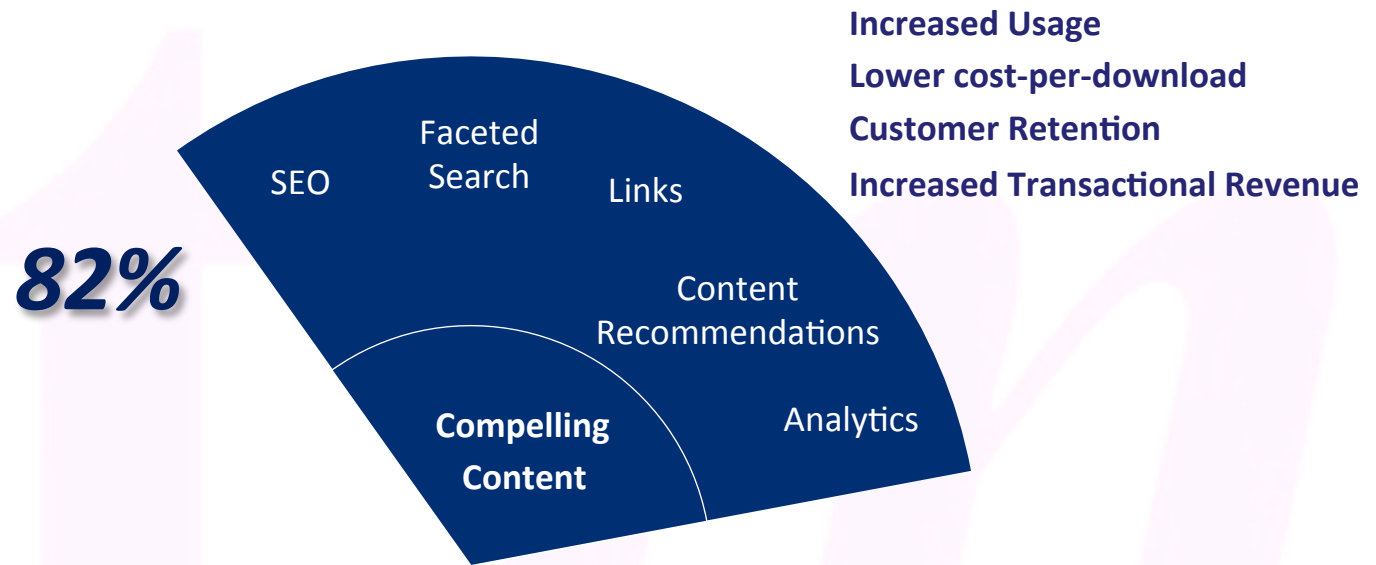 Increased Usage
Lower cost-per-download
Customer Retention
Increased Transactional Revenue
82%
SEO
Faceted
Search
Links
Content
Recommendations
Analytics
Compelling
Content